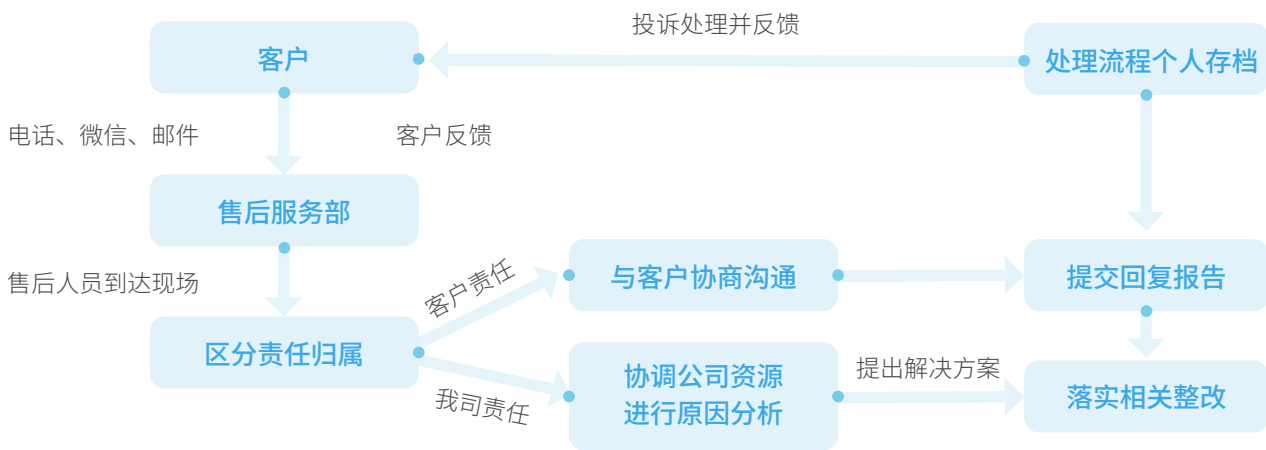 投诉处理并反馈
客户
处理流程个人存档
电话、微信、邮件
客户反馈
售后服务部
售后人员到达现场
客户责任
与客户协商沟通
提交回复报告
区分责任归属
我司责任
协调公司资源
进行原因分析
提出解决方案
落实相关整改